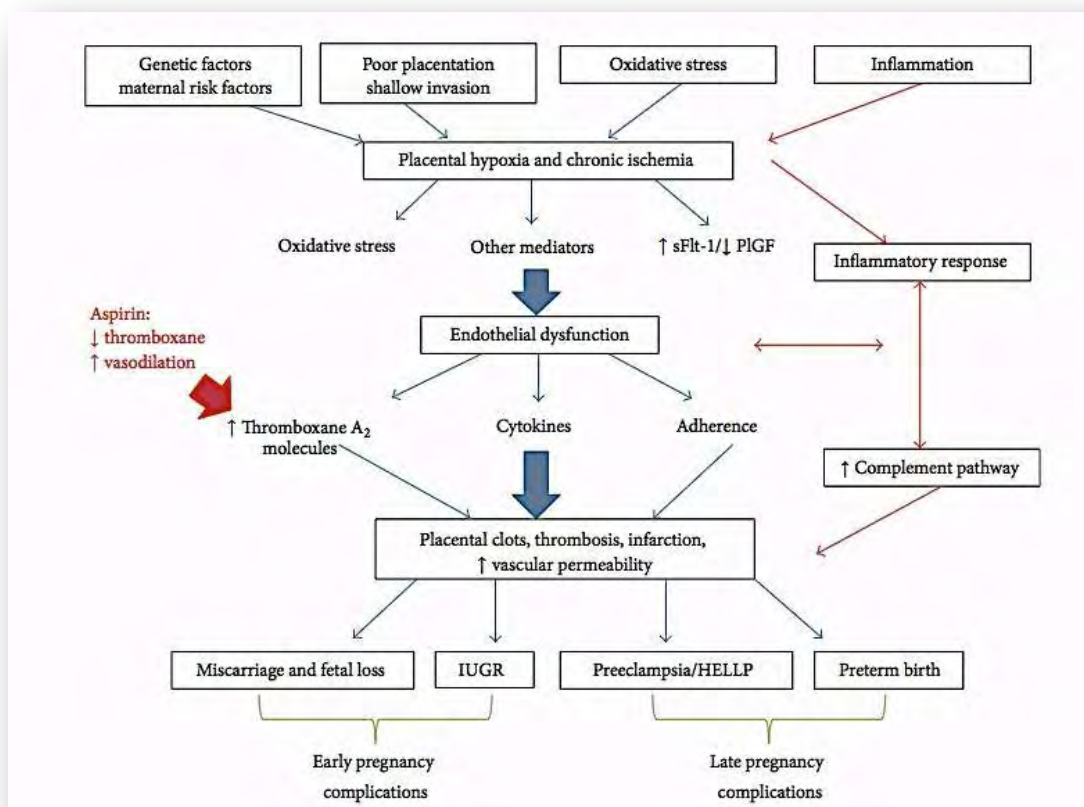 Genetic factors
maternal risk factors
Poor placentation
shallow invasion
Oxidative stress
Inflammation
Placental hypoxia and chronic ischemia
Oxidative stress
Other mediators
↑ sFlt-1/↓ PlGF
Inflammatory response
Aspirin:
↓ thromboxane
↑ vasodilation
Endothelial dysfunction
↑ Thromboxane A₂
molecules
Cytokines
Adherence
↑ Complement pathway
Placental clots, thrombosis, infarction,
↑ vascular permeability
Miscarriage and fetal loss
IUGR
Preeclampsia/HELLP
Preterm birth
Early pregnancy
complications
Late pregnancy
complications